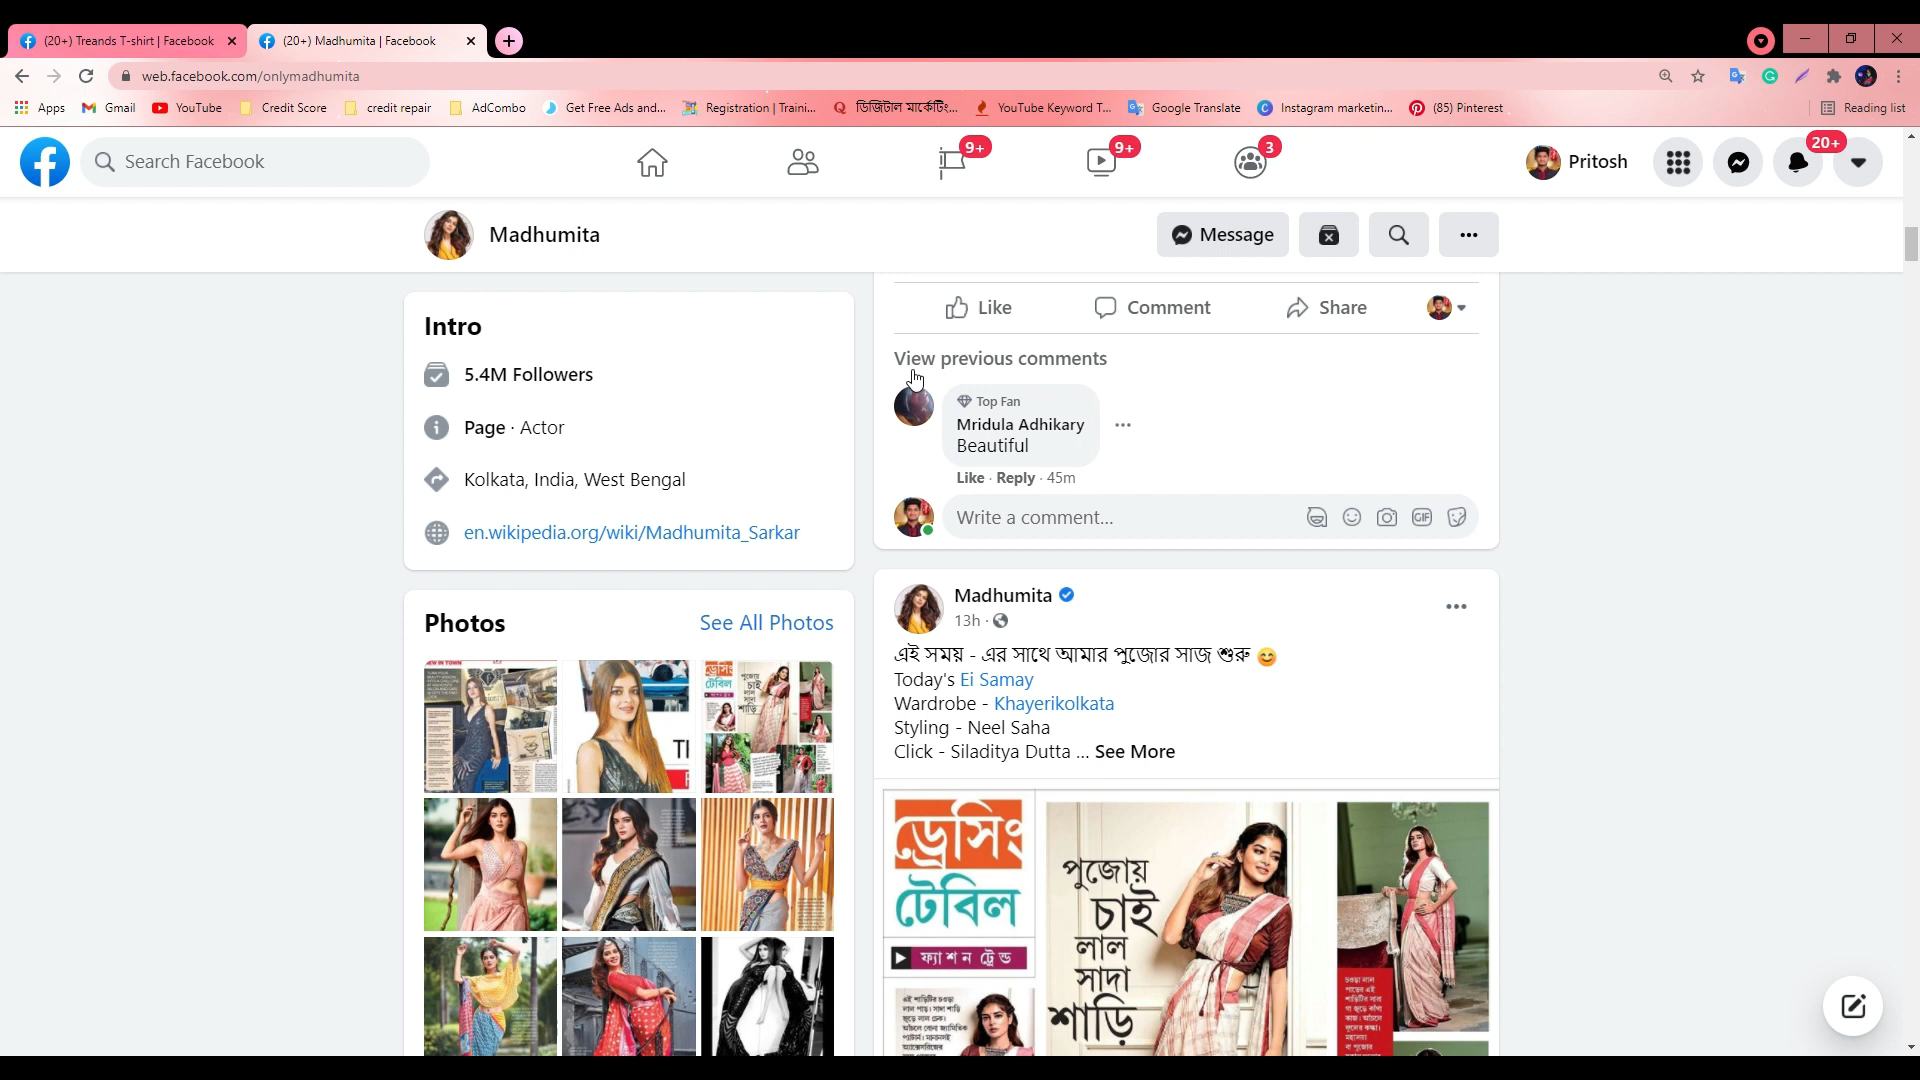 (20+) Treands T-shirt | Facebook
(20+) Madhumita | Facebook
web.facebook.com/onlymadhumita
Apps
Gmail
YouTube
Credit Score
credit repair
AdCombo
Get Free Ads and...
Registration | Traini...
ডিজিটাল মার্কেটিং...
YouTube Keyword T...
Google Translate
Instagram marketin...
(85) Pinterest
Reading list
Search Facebook
9+
9+
3
Pritosh
20+
Madhumita
Message
Intro
5.4M Followers
Page · Actor
Kolkata, India, West Bengal
en.wikipedia.org/wiki/Madhumita_Sarkar
Photos
See All Photos
Like
Comment
Share
View previous comments
Top Fan
Mridula Adhikary
Beautiful
Like · Reply · 45m
Write a comment...
GIF
Madhumita
13h ·
এই সময় - এর সাথে আমার পুজোর সাজ শুরু 😊
Today's Ei Samay
Wardrobe - Khayerikolkata
Styling - Neel Saha
Click - Siladitya Dutta ... See More
ড্রেসিং
টেবিল
ফ্যাশন ট্রেন্ড
পুজোয়
চাই
লাল
সাদা
শাড়ি